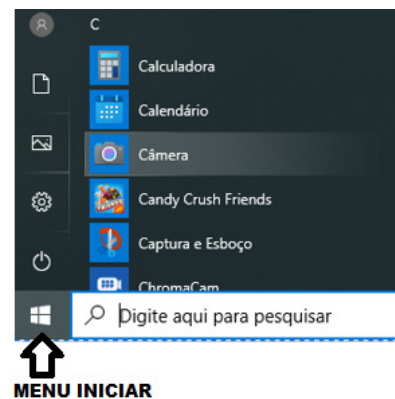 C
Calculadora
Calendário
Câmera
Candy Crush Friends
Captura e Esboço
ChromaCam
Digite aqui para pesquisar
MENU INICIAR